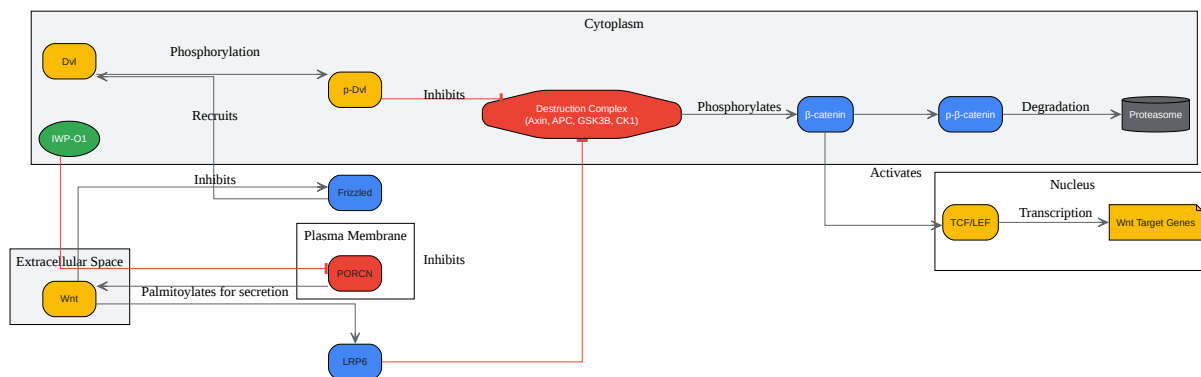 Cytoplasm
Dvl
Phosphorylation
p-Dvl
Inhibits
Destruction Complex
(Axin, APC, GSK3B, CK1)
Phosphorylates
β-catenin
p-β-catenin
Degradation
Proteasome
Recruits
IWP-O1
Inhibits
Frizzled
Activates
Nucleus
TCF/LEF
Transcription
Wnt Target Genes
Plasma Membrane
PORCN
Inhibits
Extracellular Space
Wnt
Palmitoylates for secretion
LRP6